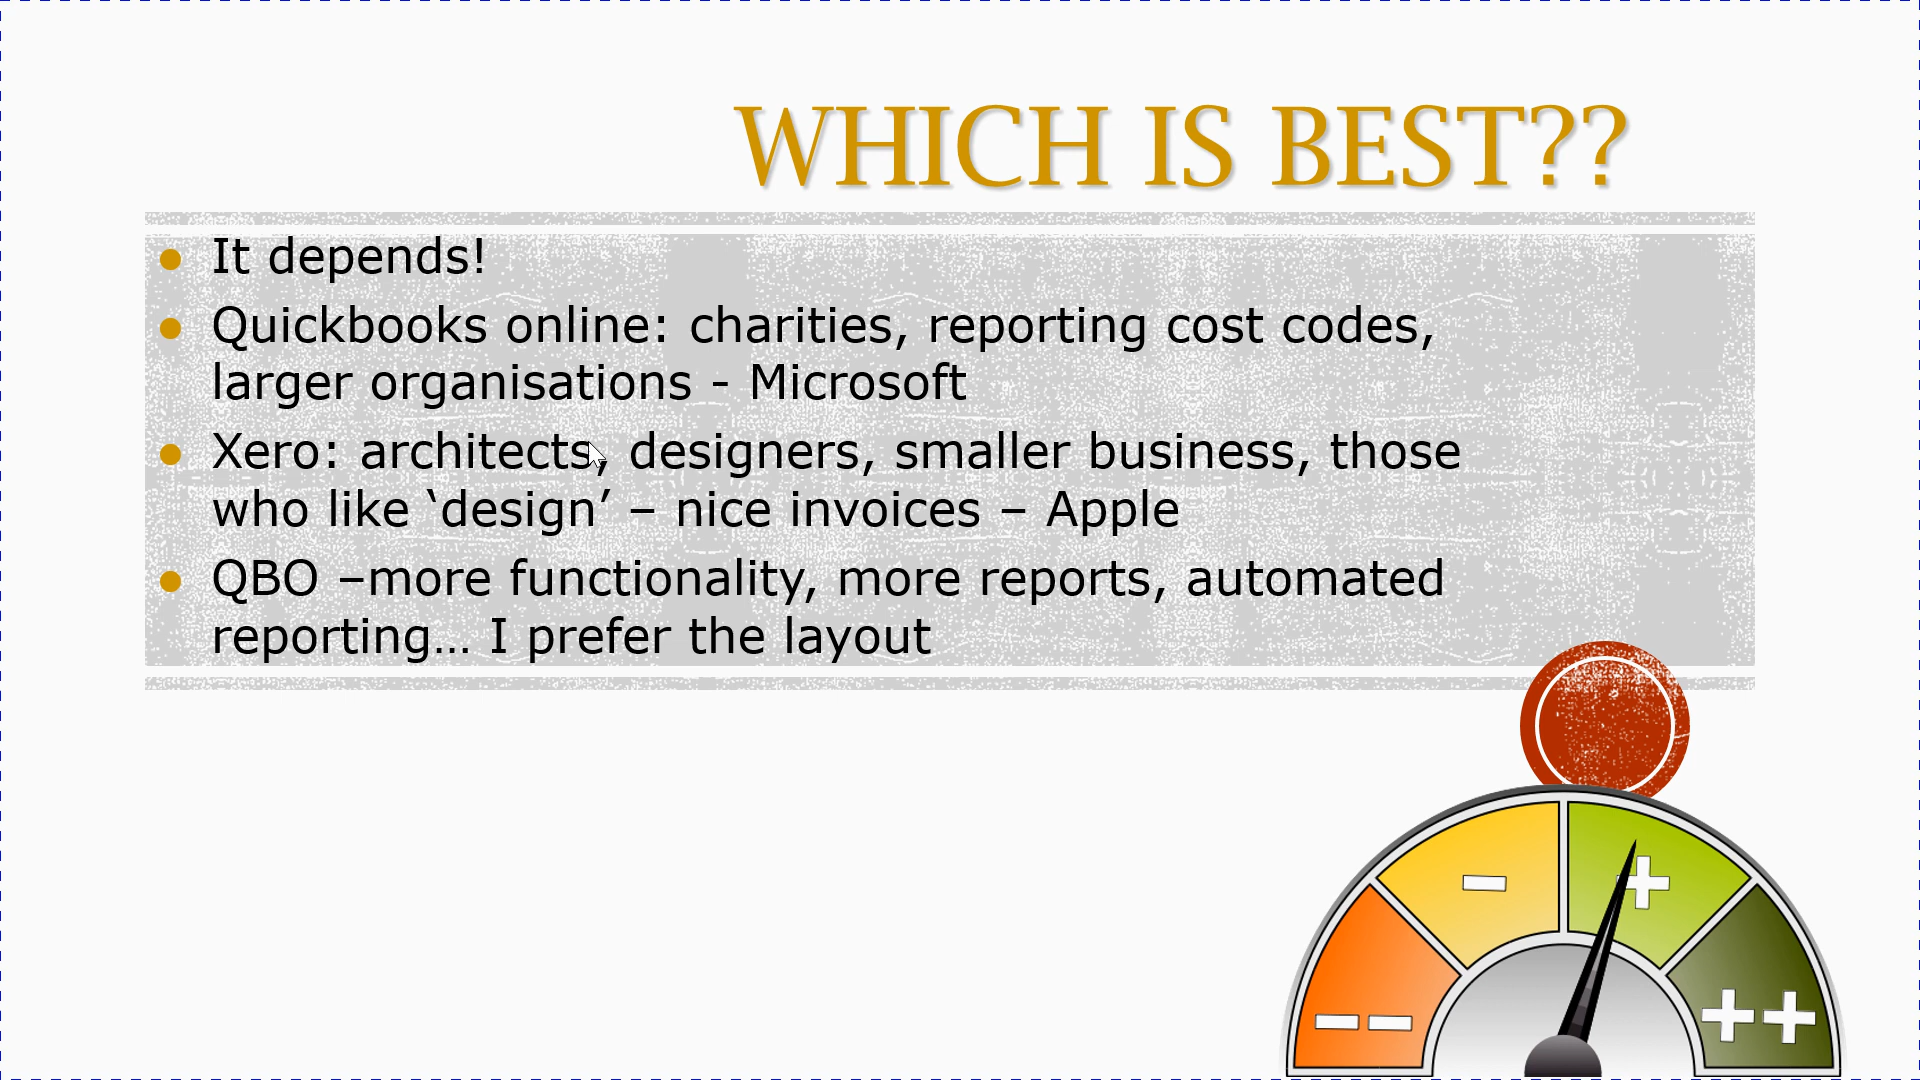 WHICH IS BEST??
It depends!
Quickbooks online: charities, reporting cost codes,
larger organisations - Microsoft
Xero: architects, designers, smaller business, those
who like ‘design’ – nice invoices – Apple
QBO –more functionality, more reports, automated
reporting… I prefer the layout